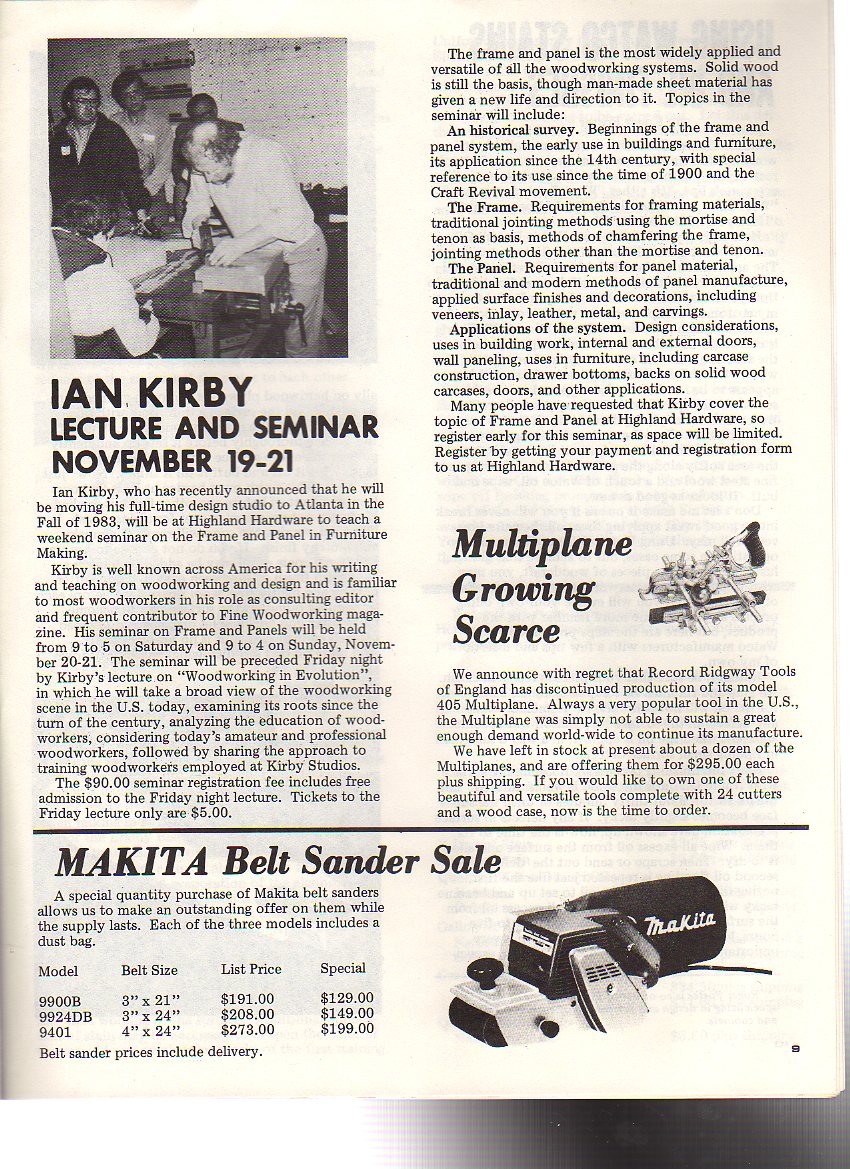 IAN KIRBY
LECTURE AND SEMINAR
NOVEMBER 19-21
Ian Kirby, who has recently announced that he will
be moving his full-time design studio to Atlanta in the
Fall of 1983, will be at Highland Hardware to teach a
weekend seminar on the Frame and Panel in Furniture
Making.
Kirby is well known across America for his writing
and teaching on woodworking and design and is familiar
to most woodworkers in his role as consulting editor
and frequent contributor to Fine Woodworking maga-
zine. His seminar on Frame and Panels will be held
from 9 to 5 on Saturday and 9 to 4 on Sunday, Novem-
ber 20-21. The seminar will be preceded Friday night
by Kirby's lecture on "Woodworking in Evolution",
in which he will take a broad view of the woodworking
scene in the U.S. today, examining its roots since the
turn of the century, analyzing the education of wood-
workers, considering today's amateur and professional
woodworkers, followed by sharing the approach to
training woodworkers employed at Kirby Studios.
The $90.00 seminar registration fee includes free
admission to the Friday night lecture. Tickets to the
Friday lecture only are $5.00.
The frame and panel is the most widely applied and
versatile of all the woodworking systems. Solid wood
is still the basis, though man-made sheet material has
given a new life and direction to it. Topics in the
seminar will include:
An historical survey. Beginnings of the frame and
panel system, the early use in buildings and furniture,
its application since the 14th century, with special
reference to its use since the time of 1900 and the
Craft Revival movement.
The Frame. Requirements for framing materials,
traditional jointing methods using the mortise and
tenon as basis, methods of chamfering the frame,
jointing methods other than the mortise and tenon.
The Panel. Requirements for panel material,
traditional and modern methods of panel manufacture,
applied surface finishes and decorations, including
veneers, inlay, leather, metal, and carvings.
Applications of the system. Design considerations,
uses in building work, internal and external doors,
wall paneling, uses in furniture, including carcase
construction, drawer bottoms, backs on solid wood
carcases, doors, and other applications.
Many people have requested that Kirby cover the
topic of Frame and Panel at Highland Hardware, so
register early for this seminar, as space will be limited.
Register by getting your payment and registration form
to us at Highland Hardware.
Multiplane
Growing
Scarce
We announce with regret that Record Ridgway Tools
of England has discontinued production of its model
405 Multiplane. Always a very popular tool in the U.S.,
the Multiplane was simply not able to sustain a great
enough demand world-wide to continue its manufacture.
We have left in stock at present about a dozen of the
Multiplanes, and are offering them for $295.00 each
plus shipping. If you would like to own one of these
beautiful and versatile tools complete with 24 cutters
and a wood case, now is the time to order.
MAKITA Belt Sander Sale
A special quantity purchase of Makita belt sanders
allows us to make an outstanding offer on them while
the supply lasts. Each of the three models includes a
dust bag.
Model Belt Size List Price Special
9900B 3" x 21" $191.00 $129.00
9924DB 3" x 24" $208.00 $149.00
9401 4" x 24" $273.00 $199.00
Belt sander prices include delivery.
makita
9